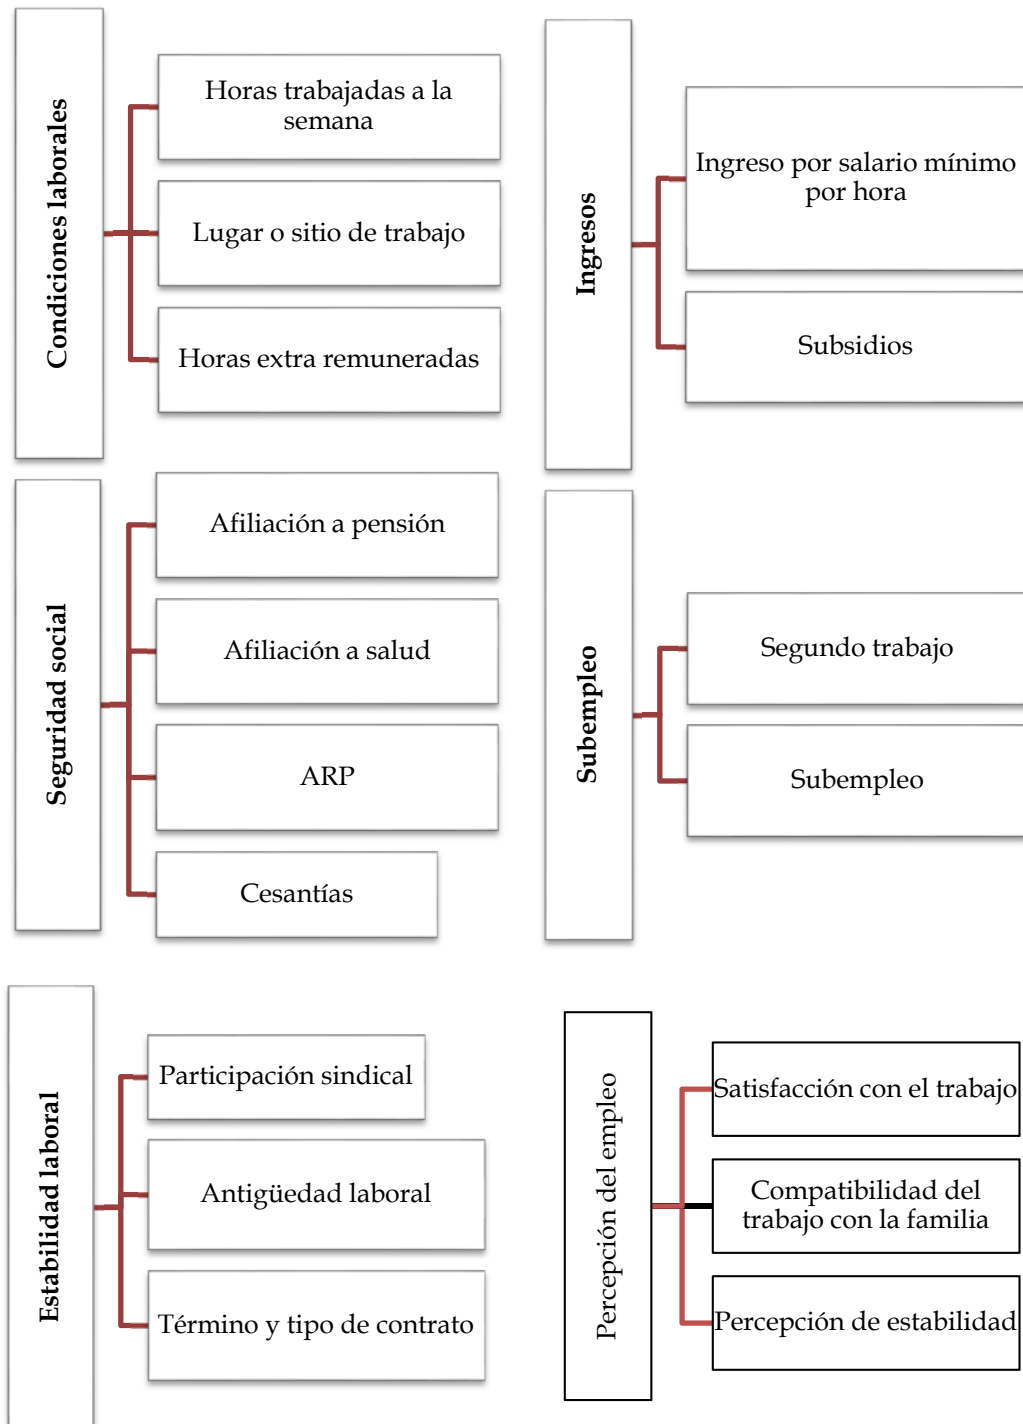 Condiciones laborales
Horas trabajadas a la
semana
Lugar o sitio de trabajo
Horas extra remuneradas
Ingresos
Ingreso por salario mínimo
por hora
Subsidios
Seguridad social
Afiliación a pensión
Afiliación a salud
ARP
Cesantías
Subempleo
Segundo trabajo
Subempleo
Estabilidad laboral
Participación sindical
Antigüedad laboral
Término y tipo de contrato
Percepción del empleo
Satisfacción con el trabajo
Compatibilidad del
trabajo con la familia
Percepción de estabilidad